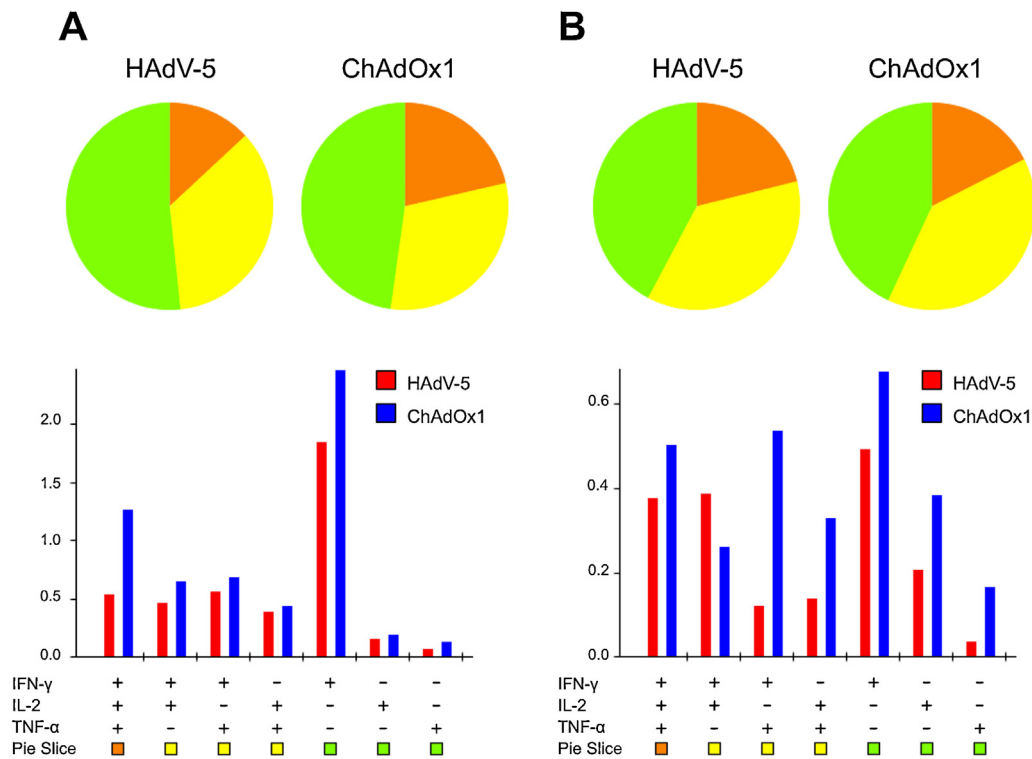 A
B
HAdV-5 ChAdOx1
HAdV-5 ChAdOx1
2.0
1.5
1.0
0.5
0.0
HAdV-5
ChAdOx1
IFN-γ + + + - + - -
IL-2 + + - + - + -
TNF-α + - + + - - +
Pie Slice
0.6
0.4
0.2
0.0
HAdV-5
ChAdOx1
IFN-γ + + + - + - -
IL-2 + + - + - + -
TNF-α + - + + - - +
Pie Slice